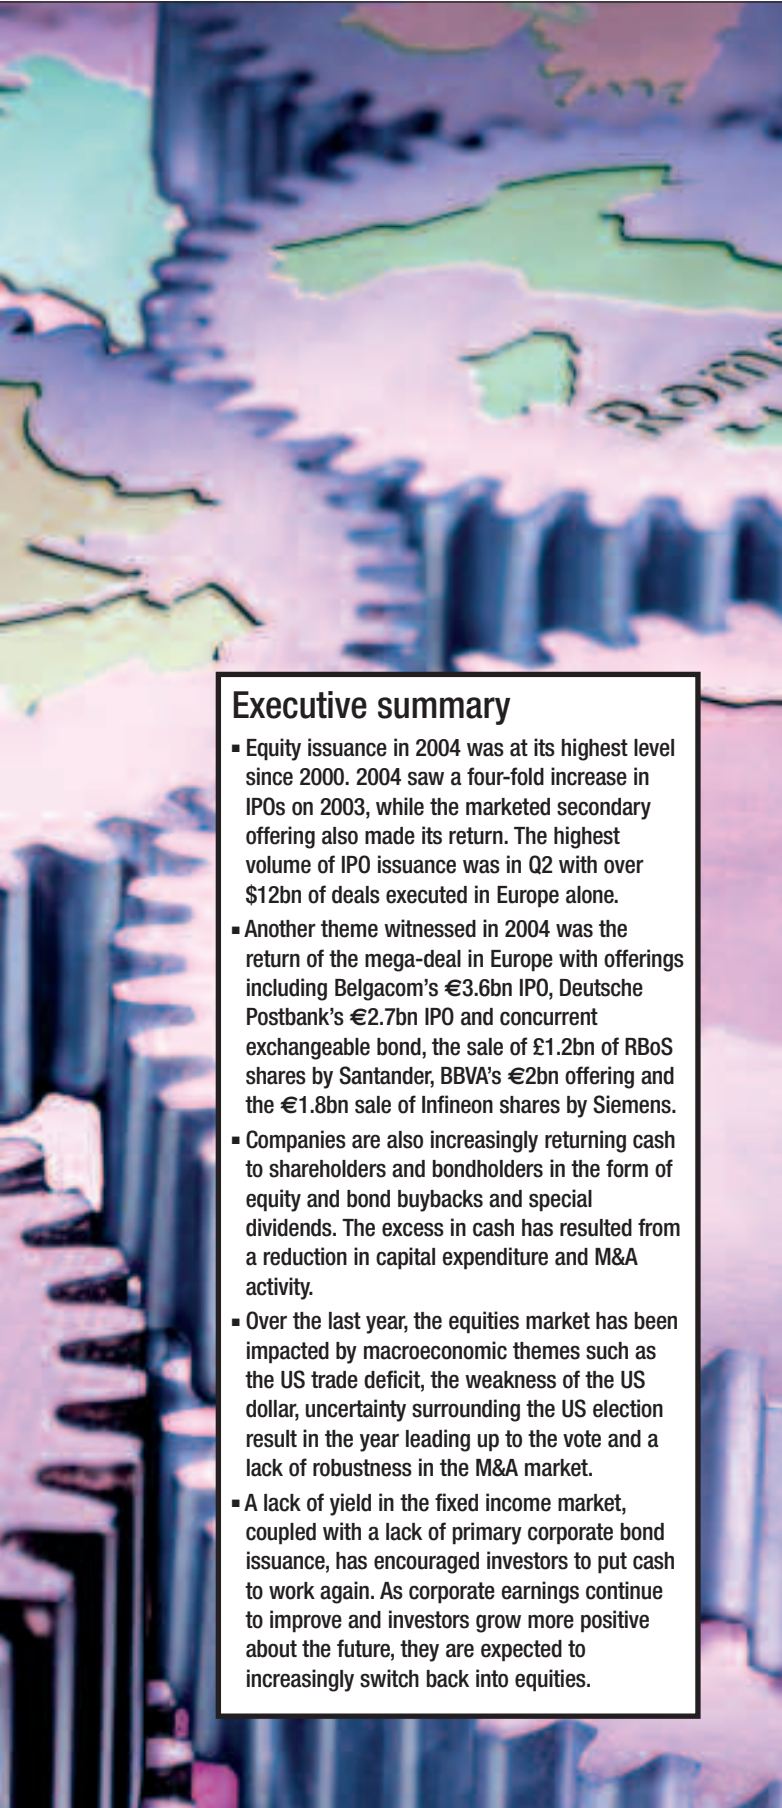 Rome
Executive summary
▪ Equity issuance in 2004 was at its highest level
since 2000. 2004 saw a four-fold increase in
IPOs on 2003, while the marketed secondary
offering also made its return. The highest
volume of IPO issuance was in Q2 with over
$12bn of deals executed in Europe alone.
▪ Another theme witnessed in 2004 was the
return of the mega-deal in Europe with offerings
including Belgacom's €3.6bn IPO, Deutsche
Postbank's €2.7bn IPO and concurrent
exchangeable bond, the sale of £1.2bn of RBoS
shares by Santander, BBVA's €2bn offering and
the €1.8bn sale of Infineon shares by Siemens.
▪ Companies are also increasingly returning cash
to shareholders and bondholders in the form of
equity and bond buybacks and special
dividends. The excess in cash has resulted from
a reduction in capital expenditure and M&A
activity.
▪ Over the last year, the equities market has been
impacted by macroeconomic themes such as
the US trade deficit, the weakness of the US
dollar, uncertainty surrounding the US election
result in the year leading up to the vote and a
lack of robustness in the M&A market.
▪ A lack of yield in the fixed income market,
coupled with a lack of primary corporate bond
issuance, has encouraged investors to put cash
to work again. As corporate earnings continue
to improve and investors grow more positive
about the future, they are expected to
increasingly switch back into equities.